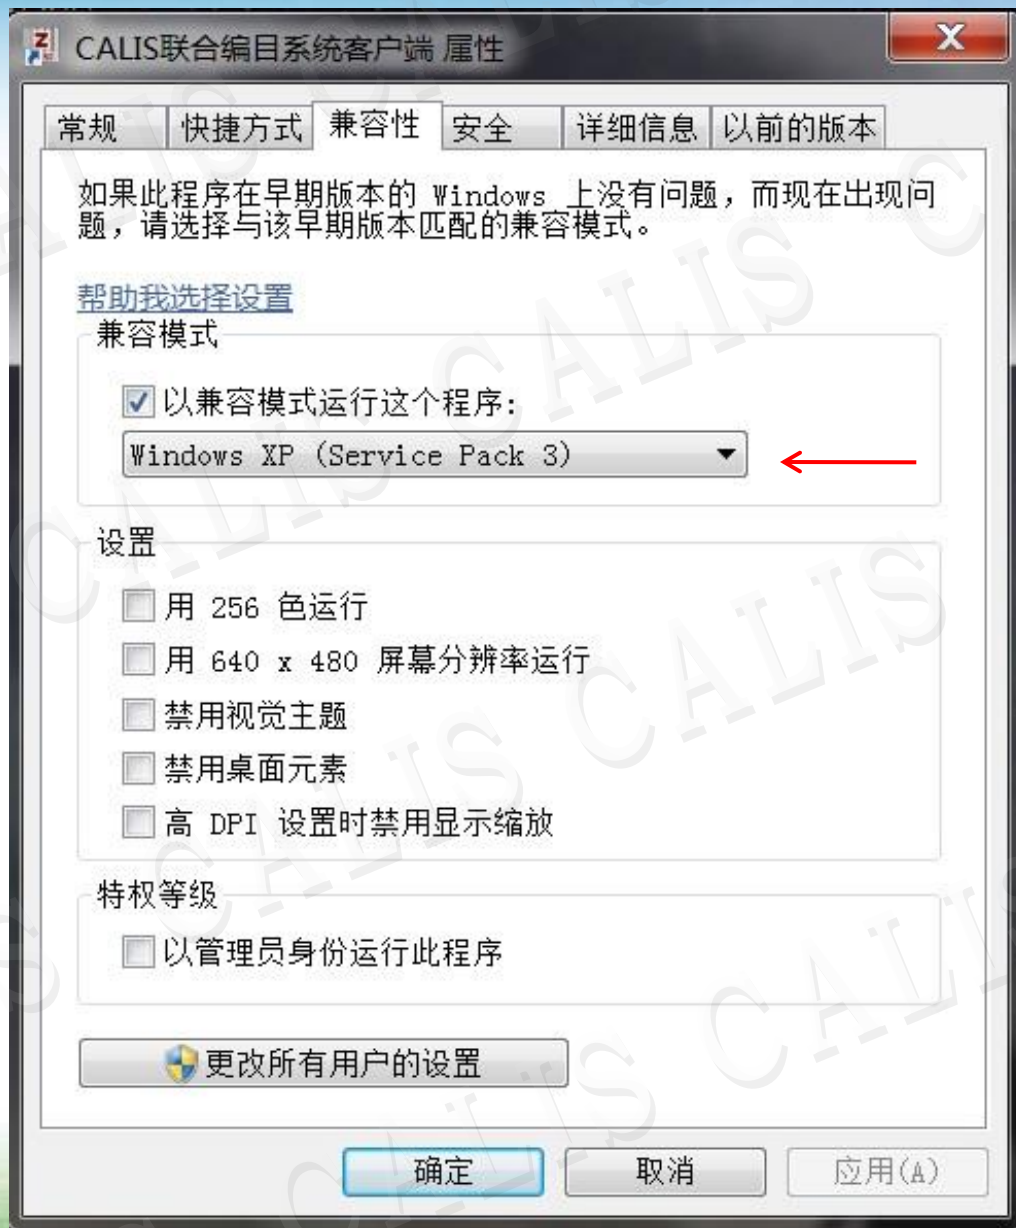 CALIS联合编目系统客户端 属性
常规 快捷方式 兼容性 安全 详细信息 以前的版本
如果此程序在早期版本的 Windows 上没有问题，而现在出现问
题，请选择与该早期版本匹配的兼容模式。
帮助我选择设置
兼容模式
以兼容模式运行这个程序：
Windows XP (Service Pack 3)
设置
用 256 色运行
用 640 x 480 屏幕分辨率运行
禁用视觉主题
禁用桌面元素
高 DPI 设置时禁用显示缩放
特权等级
以管理员身份运行此程序
更改所有用户的设置
确定 取消 应用(A)
CALIS CALIS CALIS